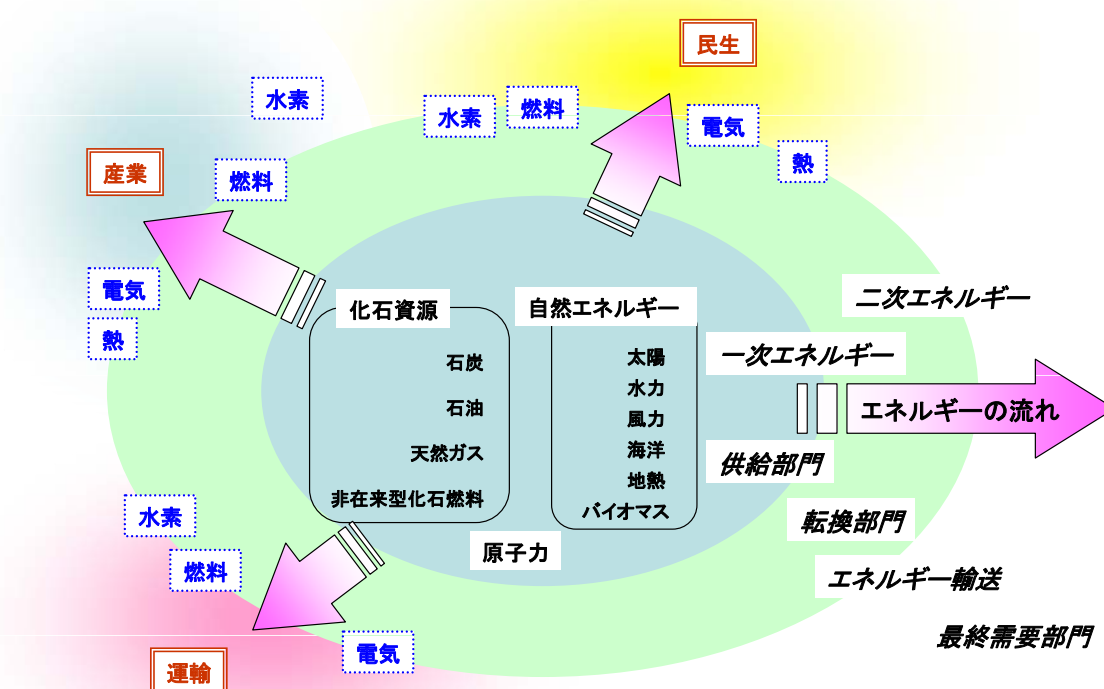 民生
水素
水素
燃料
電気
熱
産業
燃料
電気
熱
化石資源
石炭
石油
天然ガス
非在来型化石燃料
自然エネルギー
太陽
水力
風力
海洋
地熱
バイオマス
原子力
二次エネルギー
一次エネルギー
エネルギーの流れ
供給部門
転換部門
エネルギー輸送
最終需要部門
水素
燃料
電気
運輸